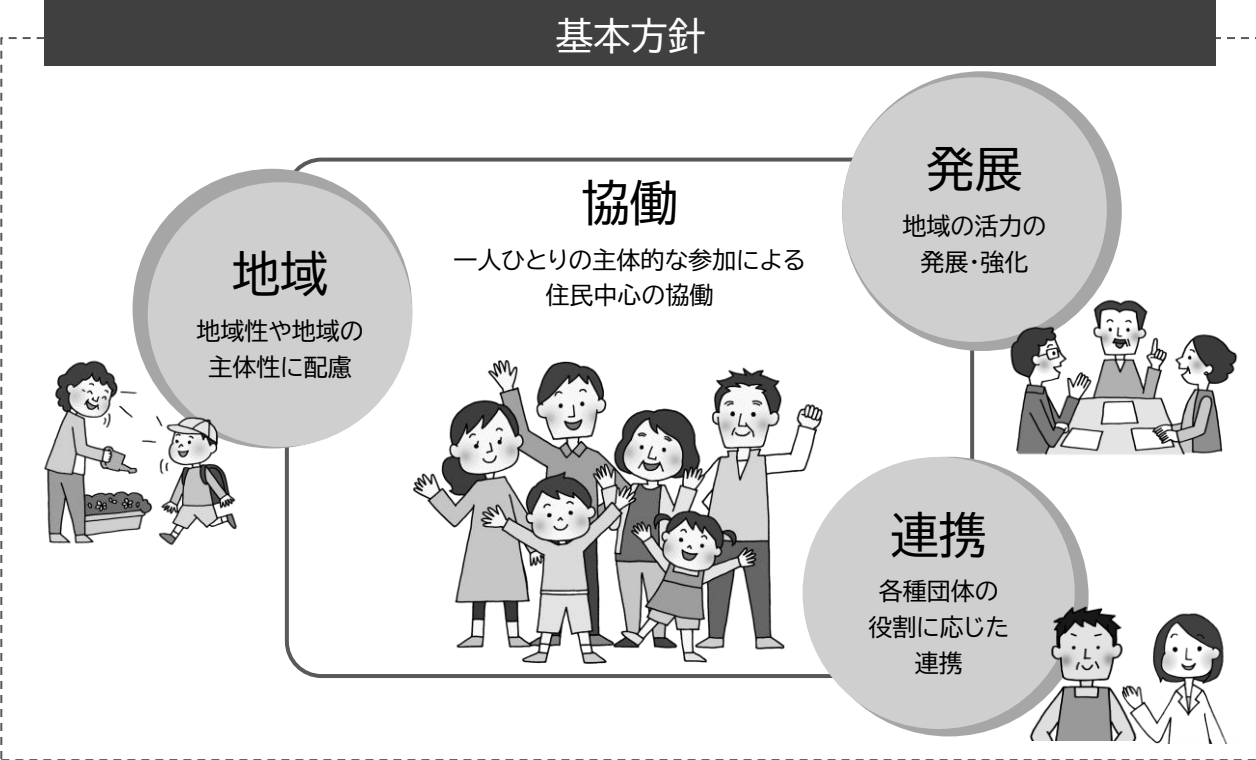 基本方針
協働
一人ひとりの主体的な参加による
住民中心の協働
地域
地域性や地域の
主体性に配慮
発展
地域の活力の
発展・強化
連携
各種団体の
役割に応じた
連携